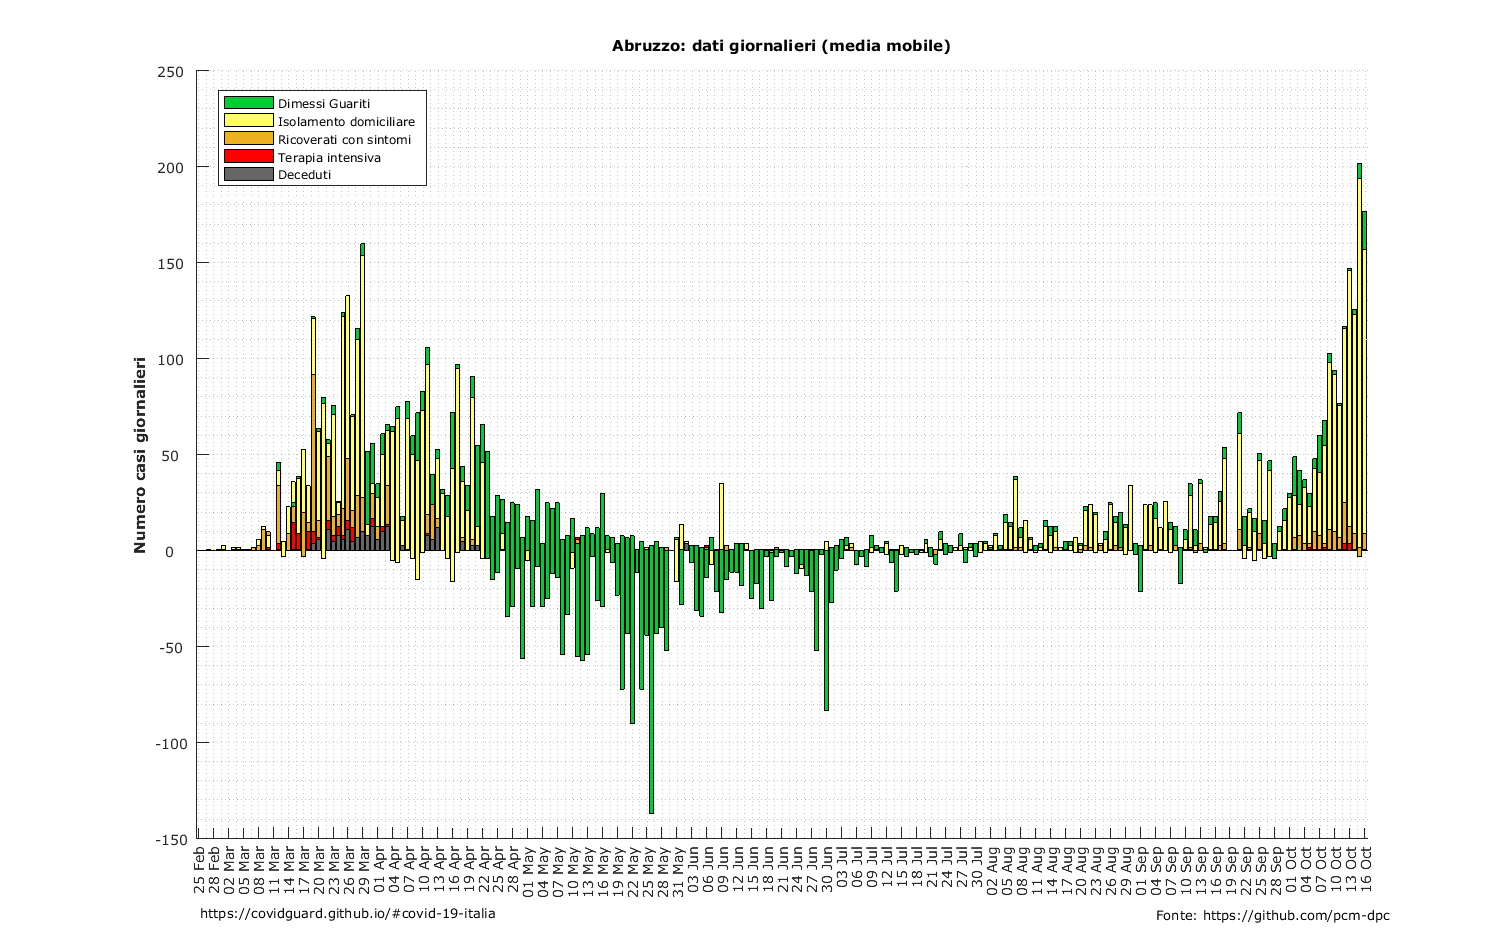 Abruzzo: dati giornalieri (media mobile)
250
200
150
100
50
0
-50
-100
-150
Numero casi giornalieri
Dimessi Guariti
Isolamento domiciliare
Ricoverati con sintomi
Terapia intensiva
Deceduti
25 Feb
28 Feb
02 Mar
05 Mar
08 Mar
11 Mar
14 Mar
17 Mar
20 Mar
23 Mar
26 Mar
29 Mar
01 Apr
04 Apr
07 Apr
10 Apr
13 Apr
16 Apr
19 Apr
22 Apr
25 Apr
28 Apr
01 May
04 May
07 May
10 May
13 May
16 May
19 May
22 May
25 May
28 May
31 May
03 Jun
06 Jun
09 Jun
12 Jun
15 Jun
18 Jun
21 Jun
24 Jun
27 Jun
30 Jun
03 Jul
06 Jul
09 Jul
12 Jul
15 Jul
18 Jul
21 Jul
24 Jul
27 Jul
30 Jul
02 Aug
05 Aug
08 Aug
11 Aug
14 Aug
17 Aug
20 Aug
23 Aug
26 Aug
29 Aug
01 Sep
04 Sep
07 Sep
10 Sep
13 Sep
16 Sep
19 Sep
22 Sep
25 Sep
28 Sep
01 Oct
04 Oct
07 Oct
10 Oct
13 Oct
16 Oct
https://covidguard.github.io/#covid-19-italia
Fonte: https://github.com/pcm-dpc